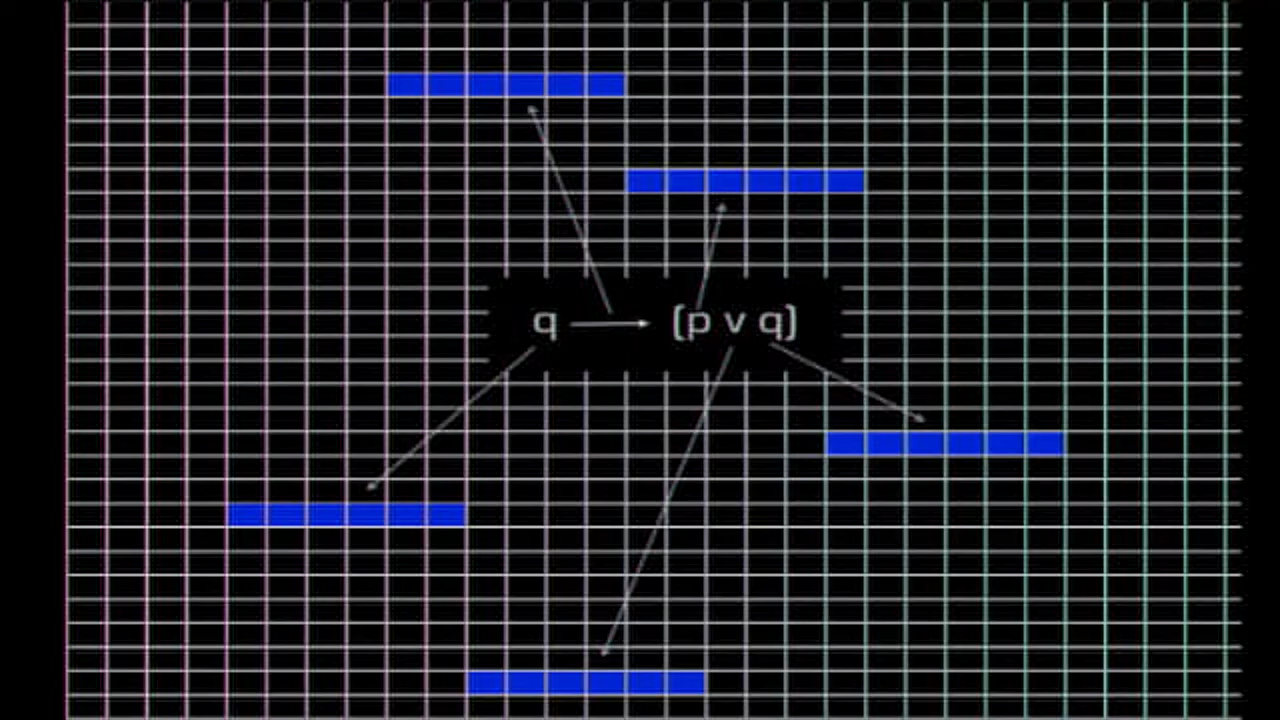 q → (p v q)